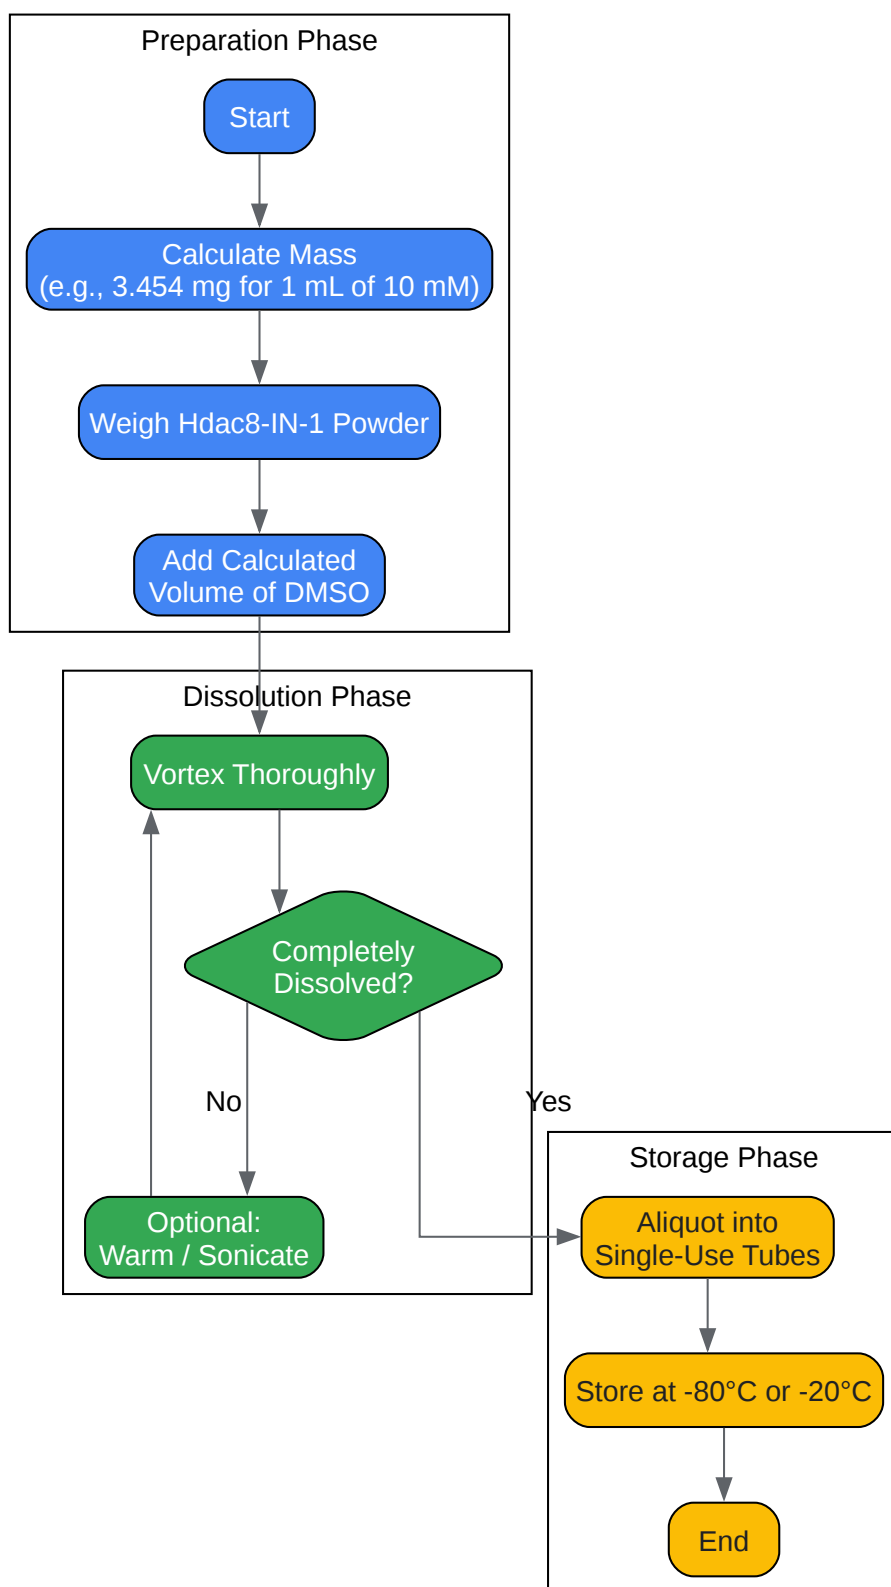 Preparation Phase
Start
Calculate Mass
(e.g., 3.454 mg for 1 mL of 10 mM)
Weigh Hdac8-IN-1 Powder
Add Calculated
Volume of DMSO
Dissolution Phase
Vortex Thoroughly
Completely
Dissolved?
No
Yes
Optional:
Warm / Sonicate
Storage Phase
Aliquot into
Single-Use Tubes
Store at -80°C or -20°C
End